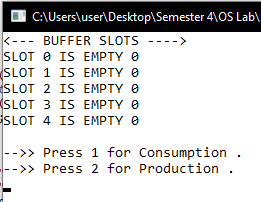 C:\Users\user\Desktop\Semester 4\OS Lab\
<--- BUFFER SLOTS ---->
SLOT 0 IS EMPTY 0
SLOT 1 IS EMPTY 0
SLOT 2 IS EMPTY 0
SLOT 3 IS EMPTY 0
SLOT 4 IS EMPTY 0
-->> Press 1 for Consumption .
-->> Press 2 for Production .